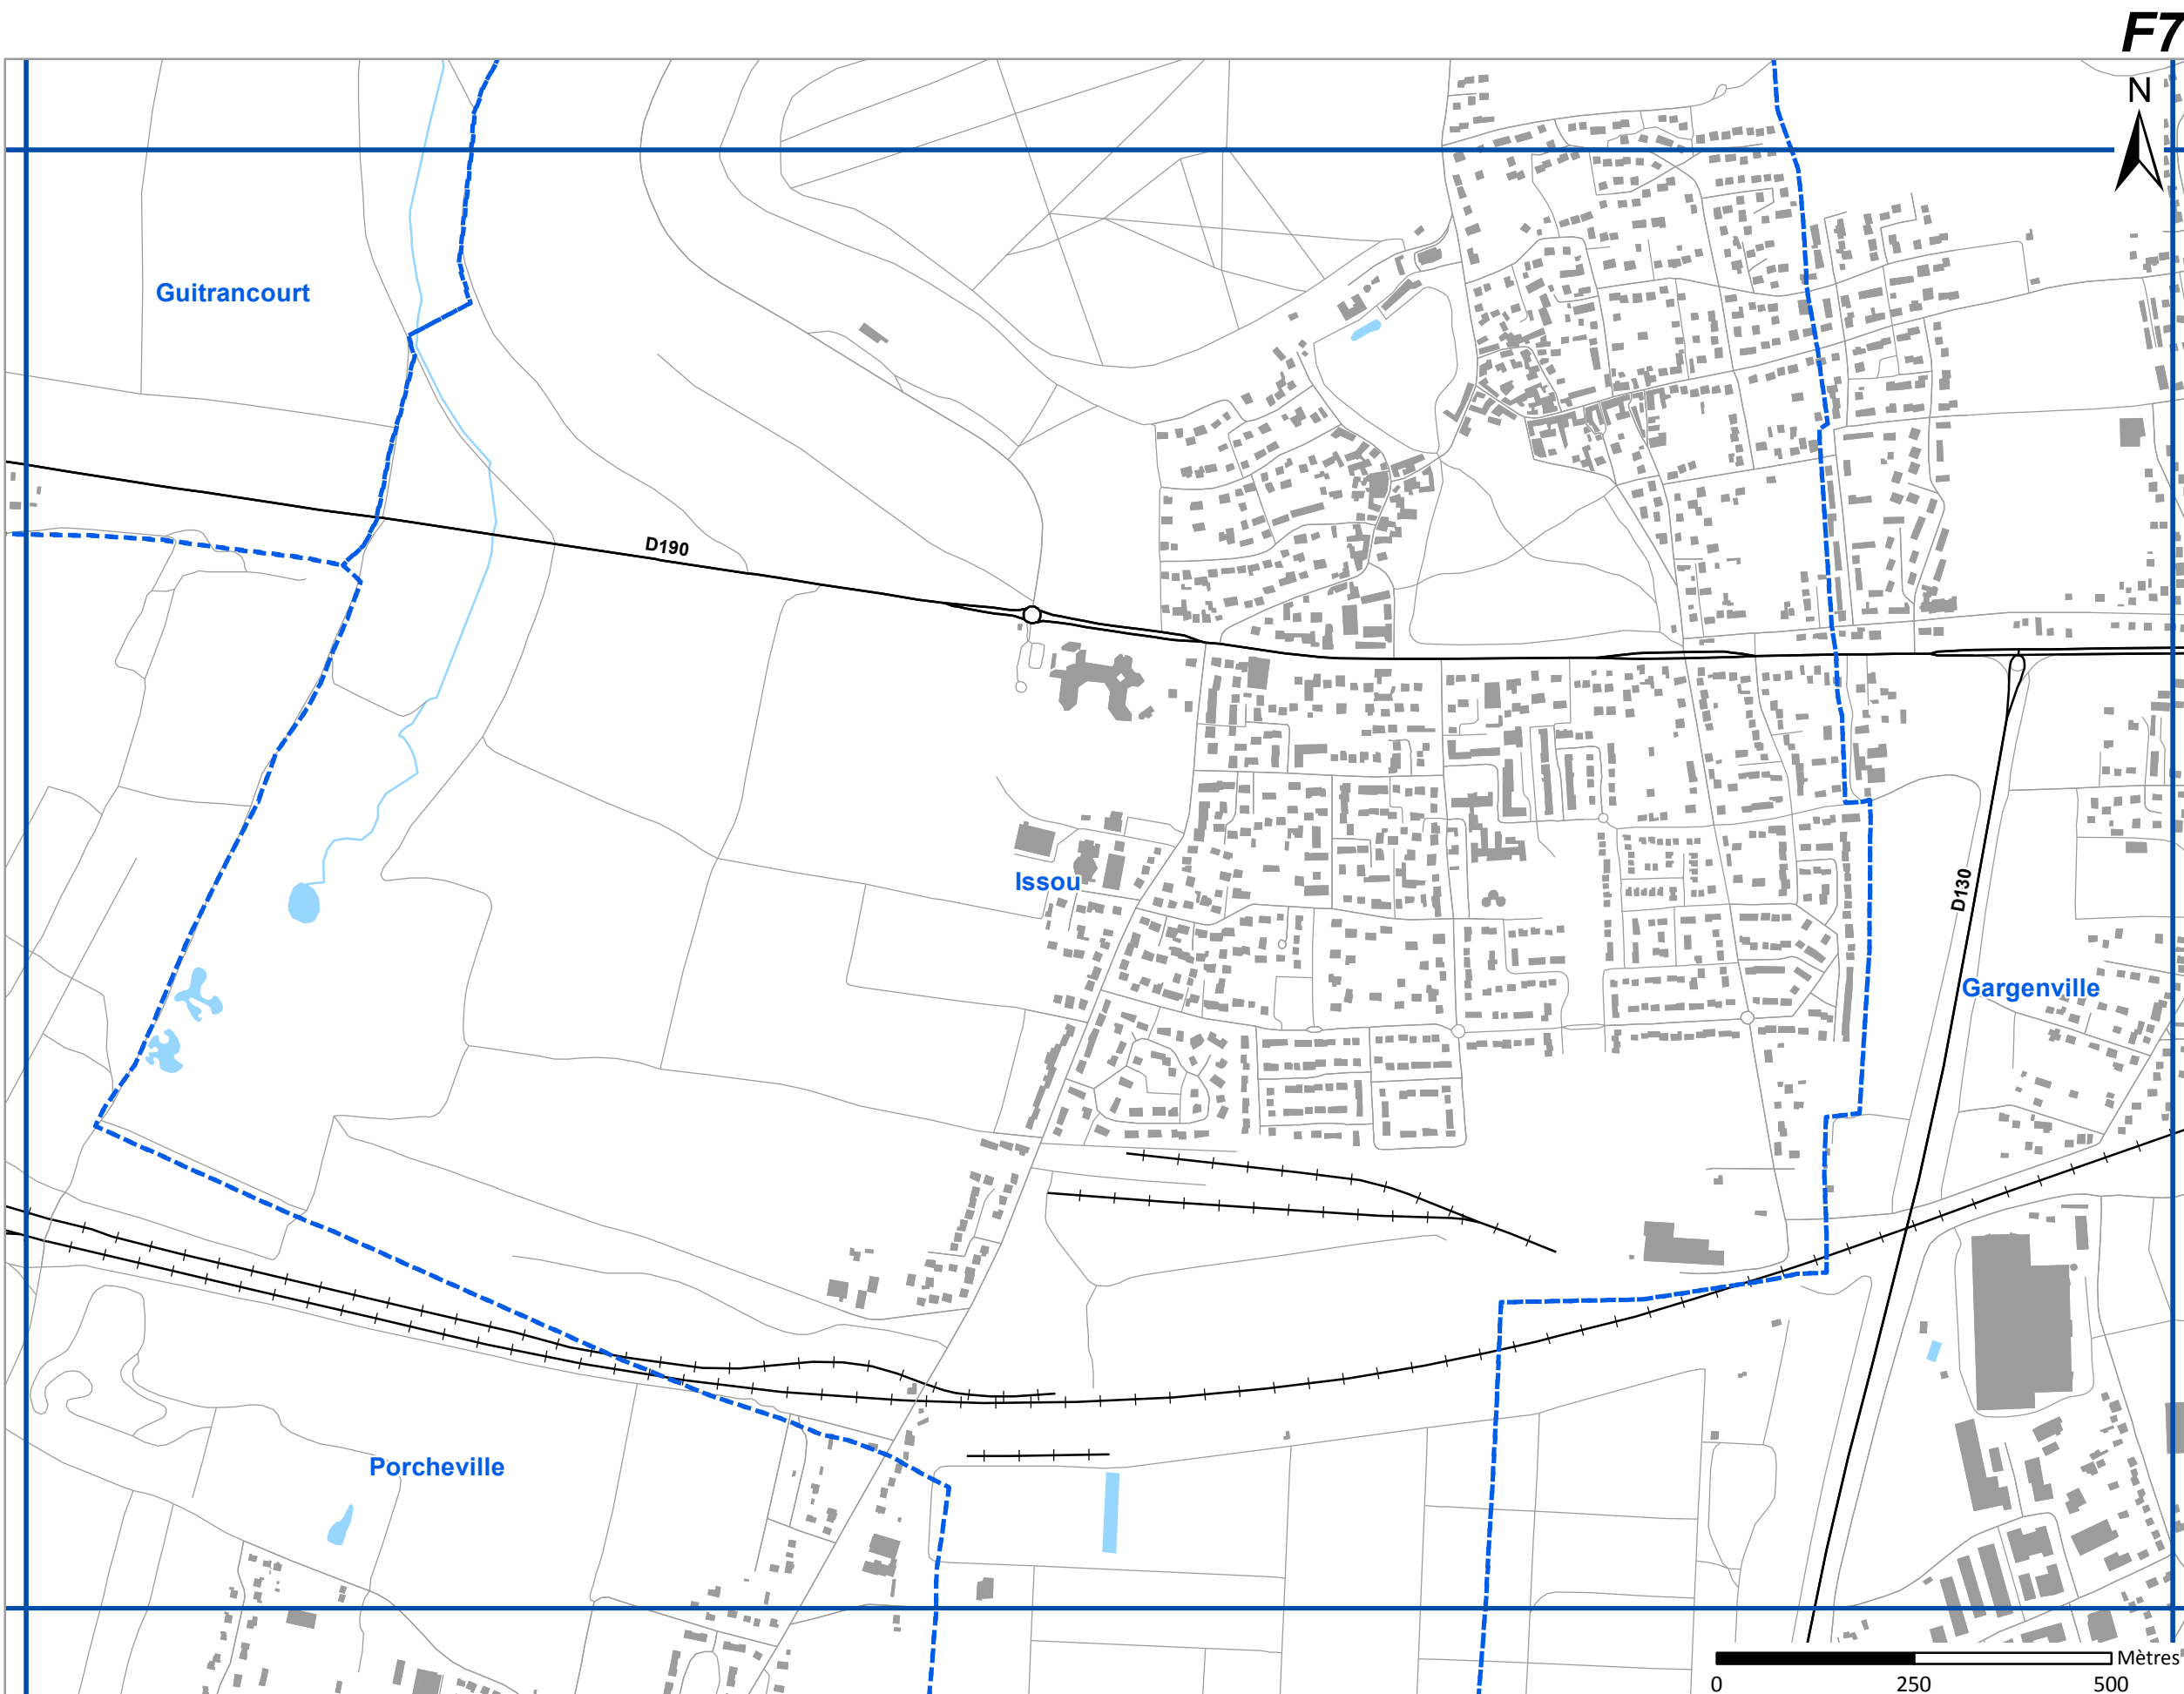 F7
N
Guitrancourt
D190
Issou
D130
Gargenville
Porcheville
Mètres
0 250 500